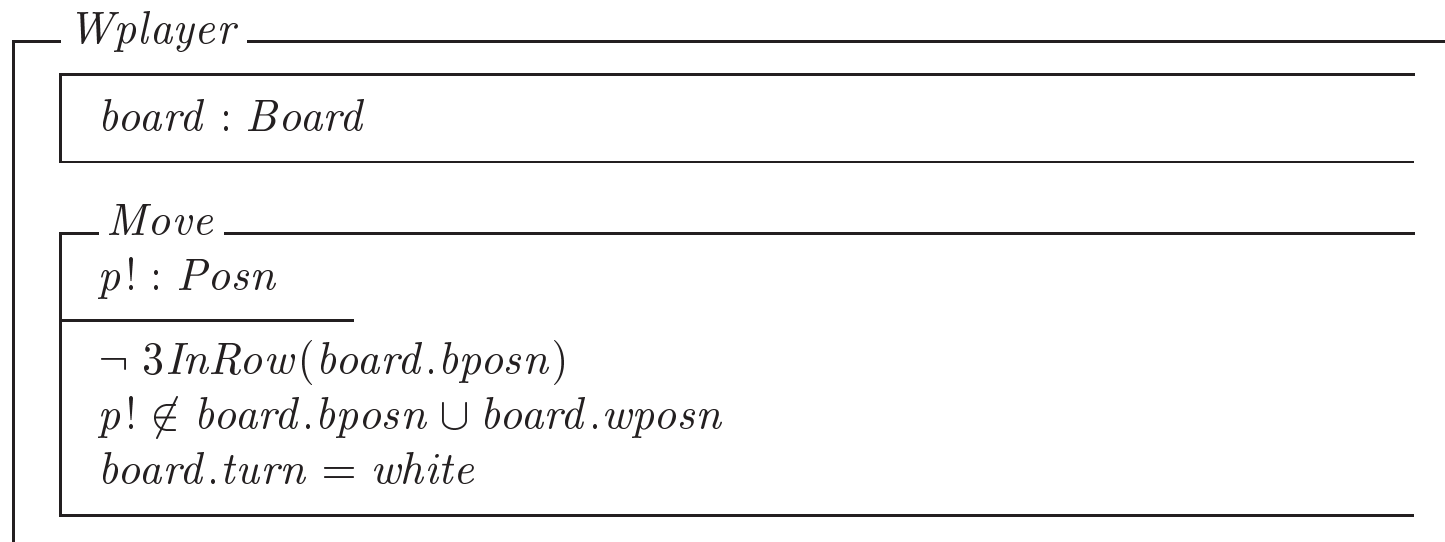 Wplayer
board : Board
Move
p! : Posn
¬ 3InRow(board.bposn)
p! ∉ board.bposn ∪ board.wposn
board.turn = white